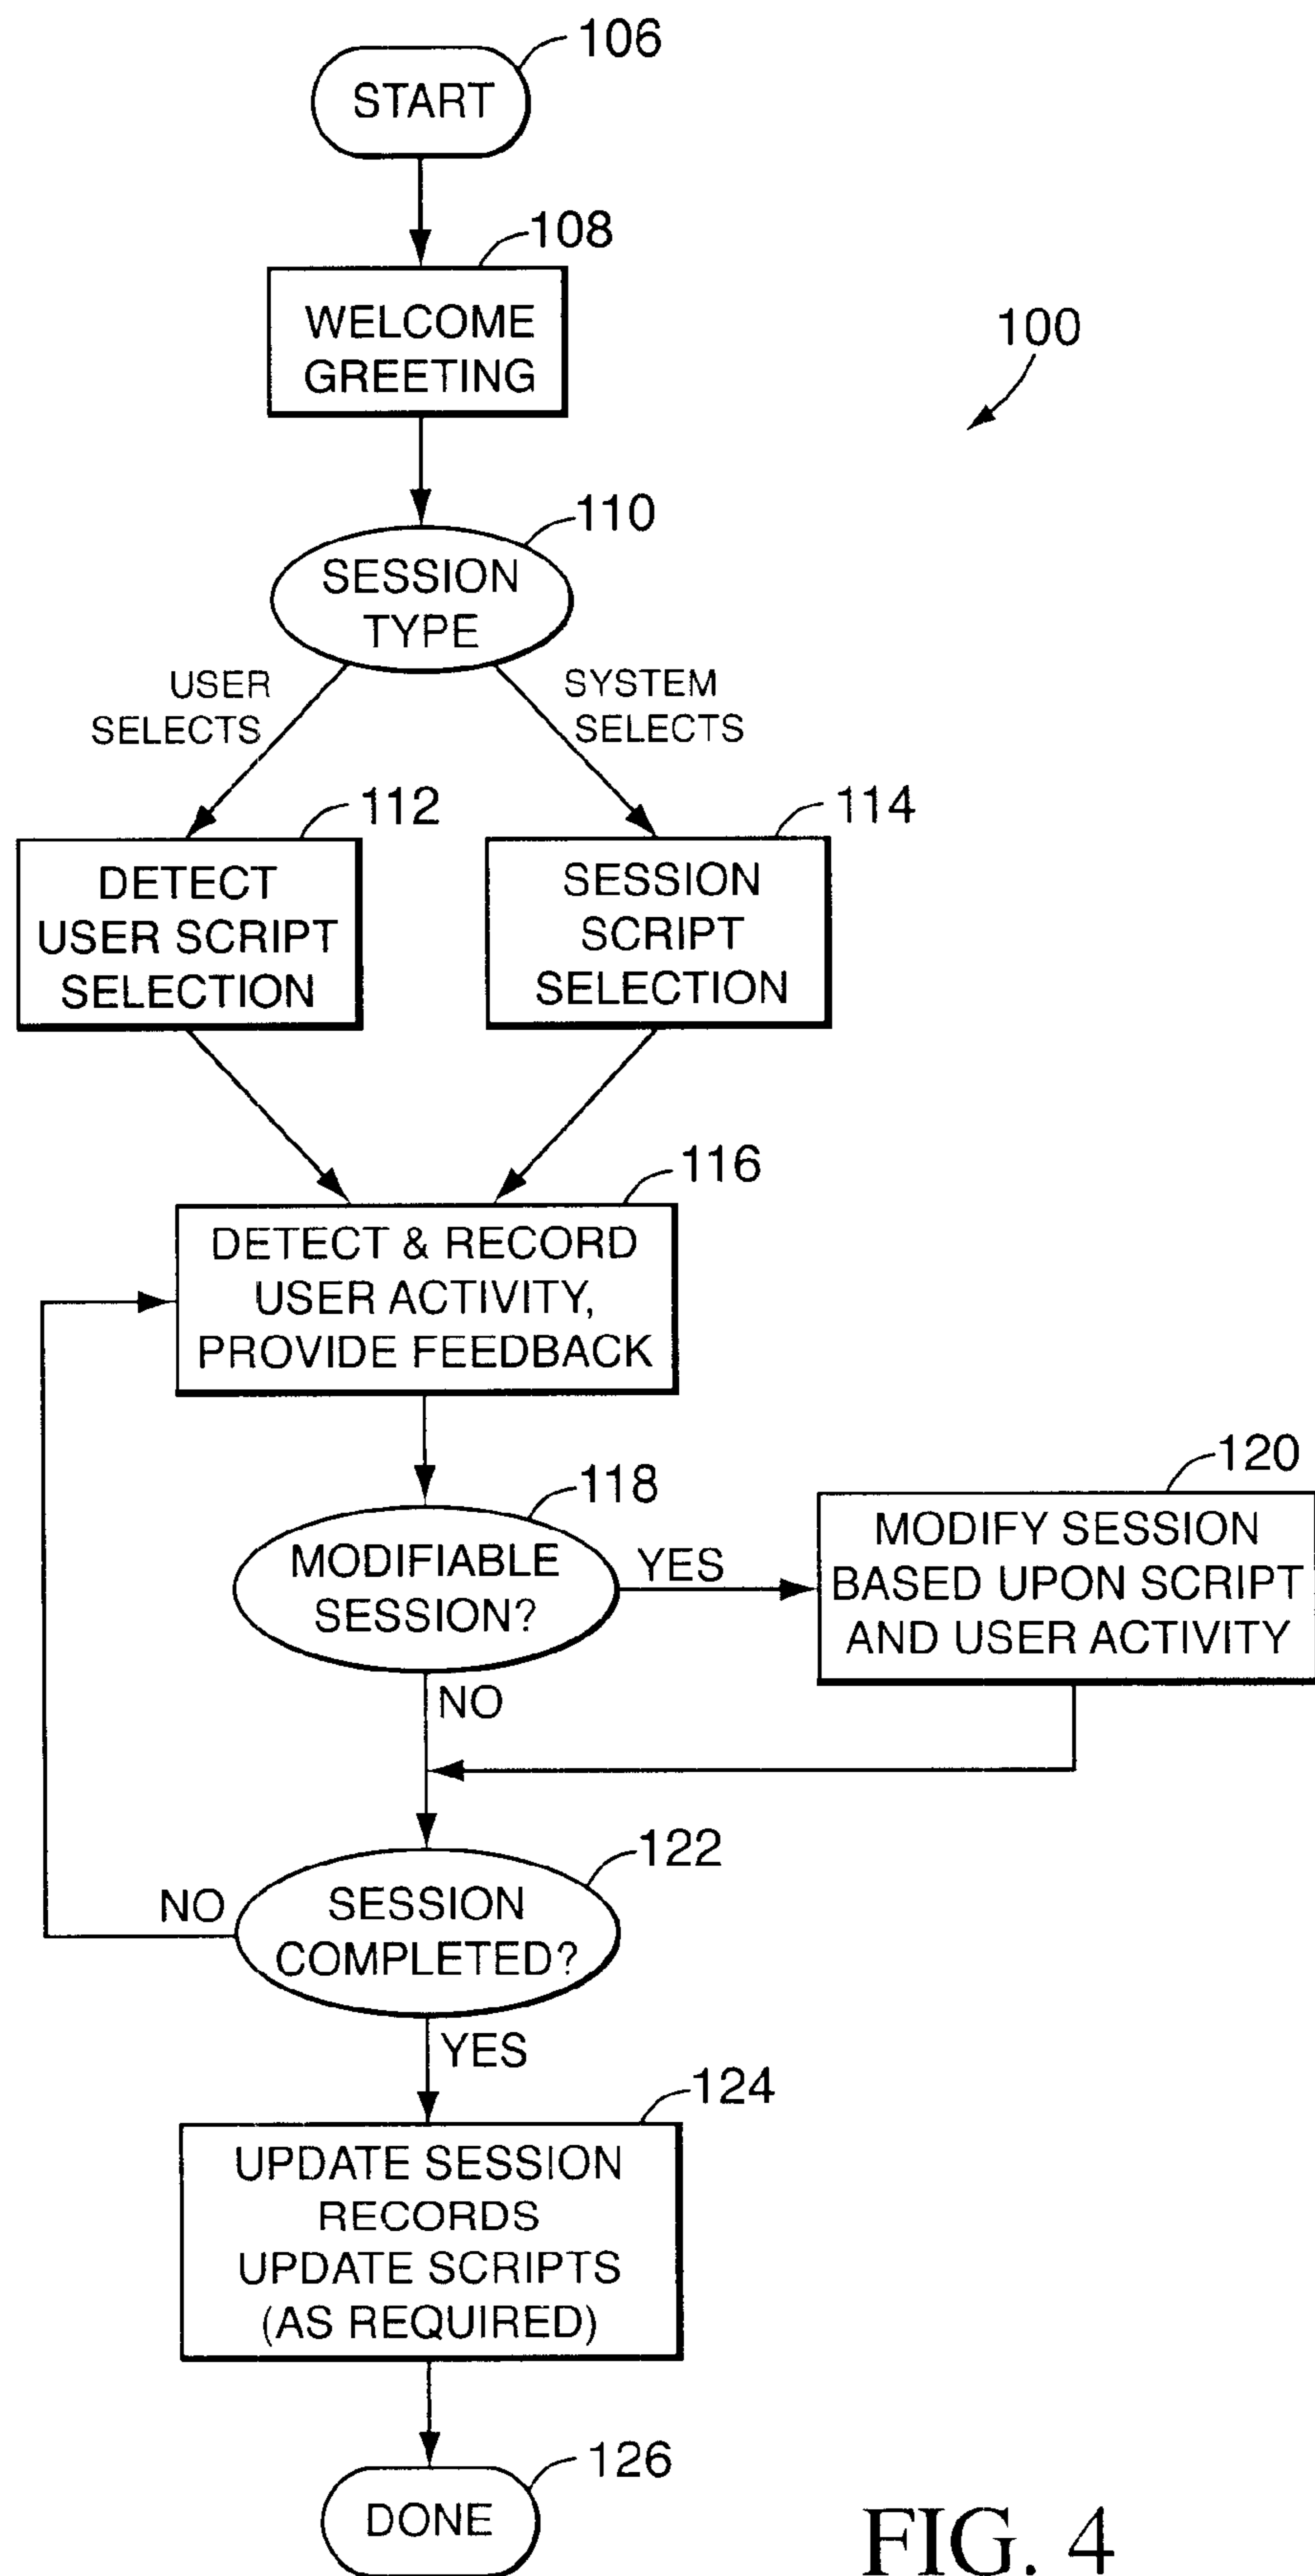 106
START
108
WELCOME
GREETING
100
110
SESSION
TYPE
USER
SELECTS
SYSTEM
SELECTS
112
DETECT
USER SCRIPT
SELECTION
114
SESSION
SCRIPT
SELECTION
116
DETECT & RECORD
USER ACTIVITY,
PROVIDE FEEDBACK
118
MODIFIABLE
SESSION?
YES
120
MODIFY SESSION
BASED UPON SCRIPT
AND USER ACTIVITY
NO
122
SESSION
COMPLETED?
NO
YES
124
UPDATE SESSION
RECORDS
UPDATE SCRIPTS
(AS REQUIRED)
126
DONE
FIG. 4